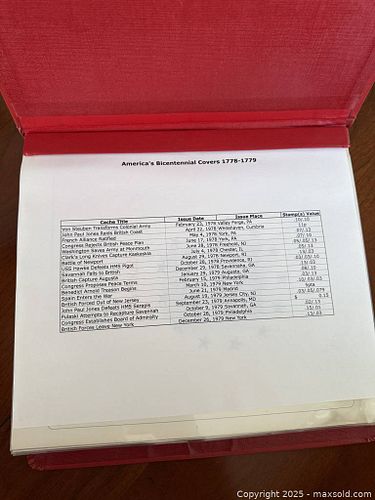 America's Bicentennial Covers 1778-1779
Cache Title Issue Date Issue Place Stamp(s) Value
Von Steuben Transforms Colonial Army February 23, 1978 Valley Forge, PA .10/.10
John Paul Jones Raids British Coast April 22, 1978 Whitehaven, Cumbria 11p
French Alliance Ratified May 4, 1978 York, PA
Congress Rejects British Peace Plan June 17, 1978 York, PA
Washington Saves Army at Monmouth June 28, 1978 Freehold, NJ
Clark's Long Knives Capture Kaskaskia July 4, 1978 Chester, IL
Battle of Newport August 29, 1978 Newport, RI
USS Hawke Defeats HMS Pigot October 28, 1978 Providence, RI
Savannah Falls to British December 29, 1978 Savannah, GA
British Capture Augusta January 29, 1979 Augusta, GA
Congress Proposes Peace Terms February 15, 1979 Philadelphia
Benedict Arnold Treason Begins March 10, 1979 New York
Spain Enters the War June 21, 1979 Madrid
British Forced Out of New Jersey August 19, 1979 Jersey City, NJ
John Paul Jones Defeats HMS Serapis September 23, 1979 Annapolis, MD $ 0.15
Pulaski Attempts to Recapture Savannah October 9, 1979 Savannah, GA
Congress Establishes Board of Admiralty October 28, 1979 Philadelphia
British Forces Leave New York December 26, 1979 New York
Copyright © 2025 - maxsold.com